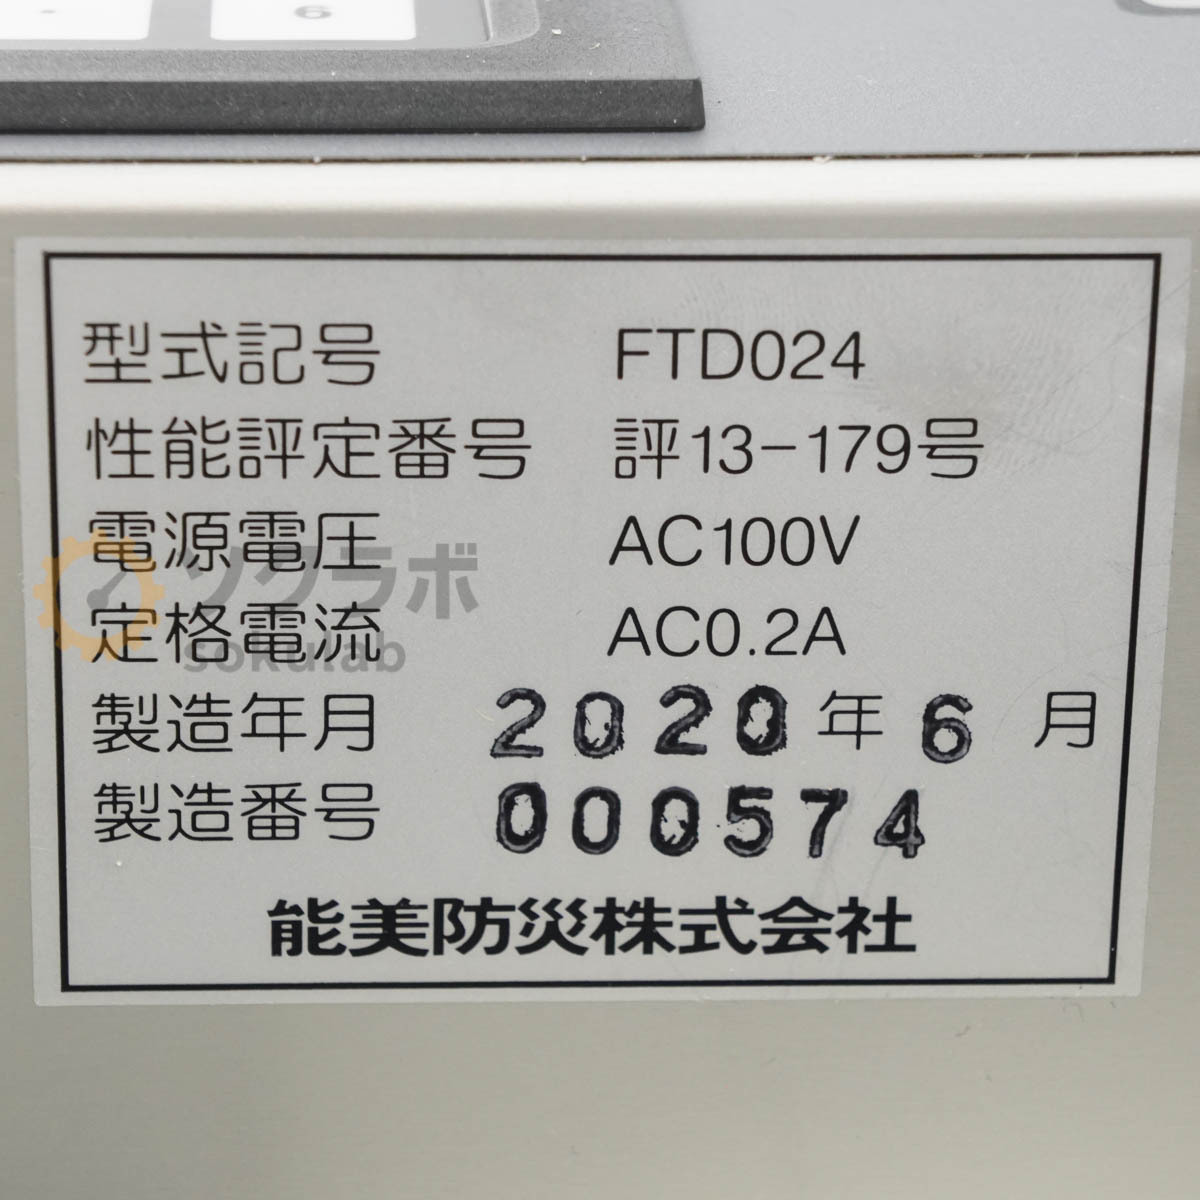 6
型式記号 FTD024
性能評定番号 評13-179号
電源電圧 AC100V
定格電流 AC0.2A
製造年月 2020年6月
製造番号 000574
能美防災株式会社
ソクラボ
sokulab